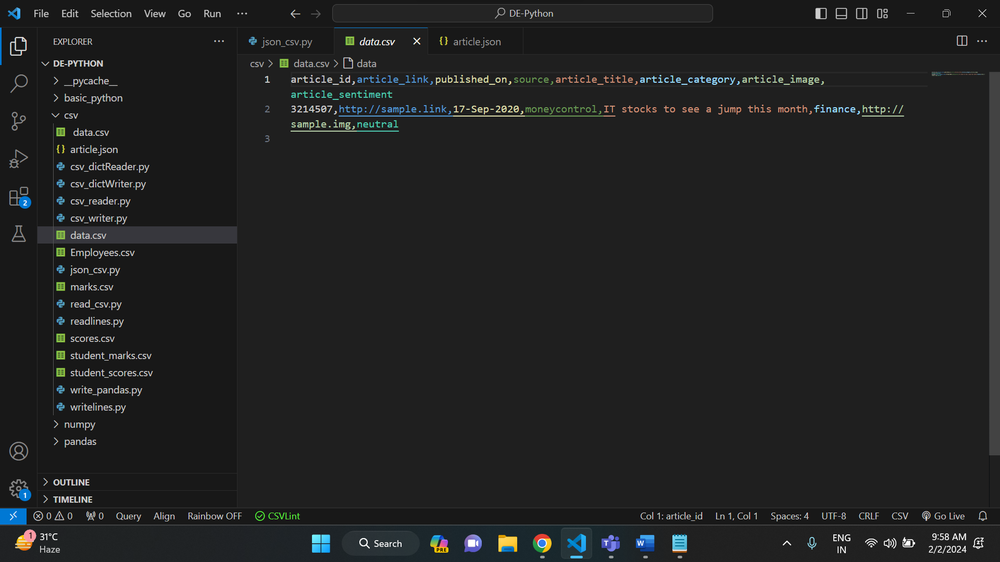 File Edit Selection View Go Run ··· DE-Python
EXPLORER ···
DE-PYTHON
__pycache__
basic_python
csv
data.csv
article.json
csv_dictReader.py
csv_dictWriter.py
csv_reader.py
csv_writer.py
data.csv
Employees.csv
json_csv.py
marks.csv
read_csv.py
readlines.py
scores.csv
student_marks.csv
student_scores.csv
write_pandas.py
writelines.py
numpy
pandas
OUTLINE
TIMELINE
2
1
json_csv.py data.csv {} article.json
csv > data.csv > data
1 article_id,article_link,published_on,source,article_title,article_category,article_image,
article_sentiment
2 3214507,http://sample.link,17-Sep-2020,moneycontrol,IT stocks to see a jump this month,finance,http://
sample.img,neutral
3
0 0 0 Query Align Rainbow OFF CSVLint Col 1: article_id Ln 1, Col 1 Spaces: 4 UTF-8 CRLF CSV Go Live
1 31°C
Haze
Search
PRE
ENG
IN
9:58 AM
2/2/2024